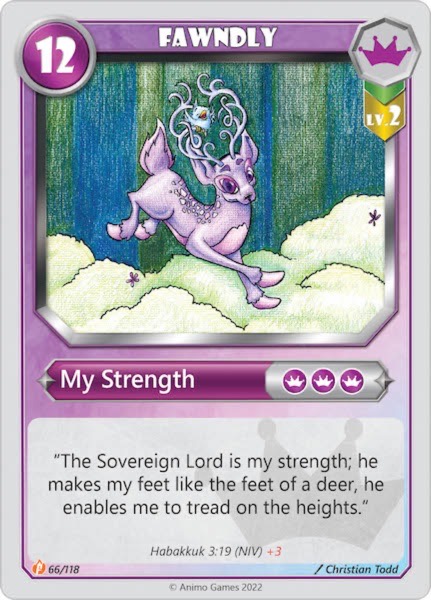 12
FAWNDLY
LV.2
My Strength
"The Sovereign Lord is my strength; he
makes my feet like the feet of a deer, he
enables me to tread on the heights."
Habakkuk 3:19 (NIV) +3
66/118
Christian Todd
© Animo Games 2022